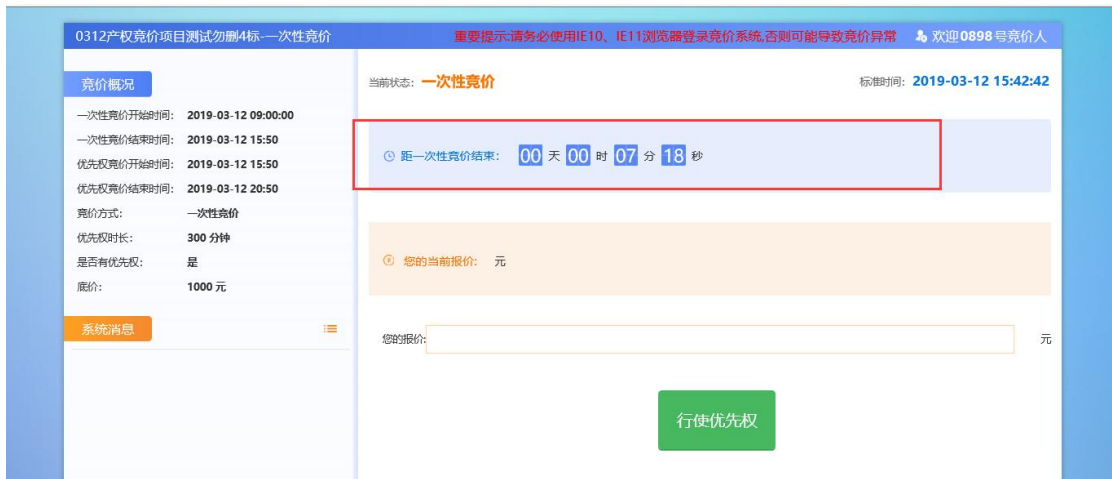 0312产权竞价项目测试勿删4标-一次性竞价
重要提示:请务必使用IE10、IE11浏览器登录竞价系统,否则可能导致竞价异常
欢迎0898号竞价人
竞价概况
一次性竞价开始时间: 2019-03-12 09:00:00
一次性竞价结束时间: 2019-03-12 15:50
优先权竞价开始时间: 2019-03-12 15:50
优先权竞价结束时间: 2019-03-12 20:50
竞价方式: 一次性竞价
优先权时长: 300 分钟
是否有优先权: 是
底价: 1000 元
系统消息
当前状态: 一次性竞价
标准时间: 2019-03-12 15:42:42
距一次性竞价结束: 00 天 00 时 07 分 18 秒
您的当前报价: 元
您的报价: 元
行使优先权